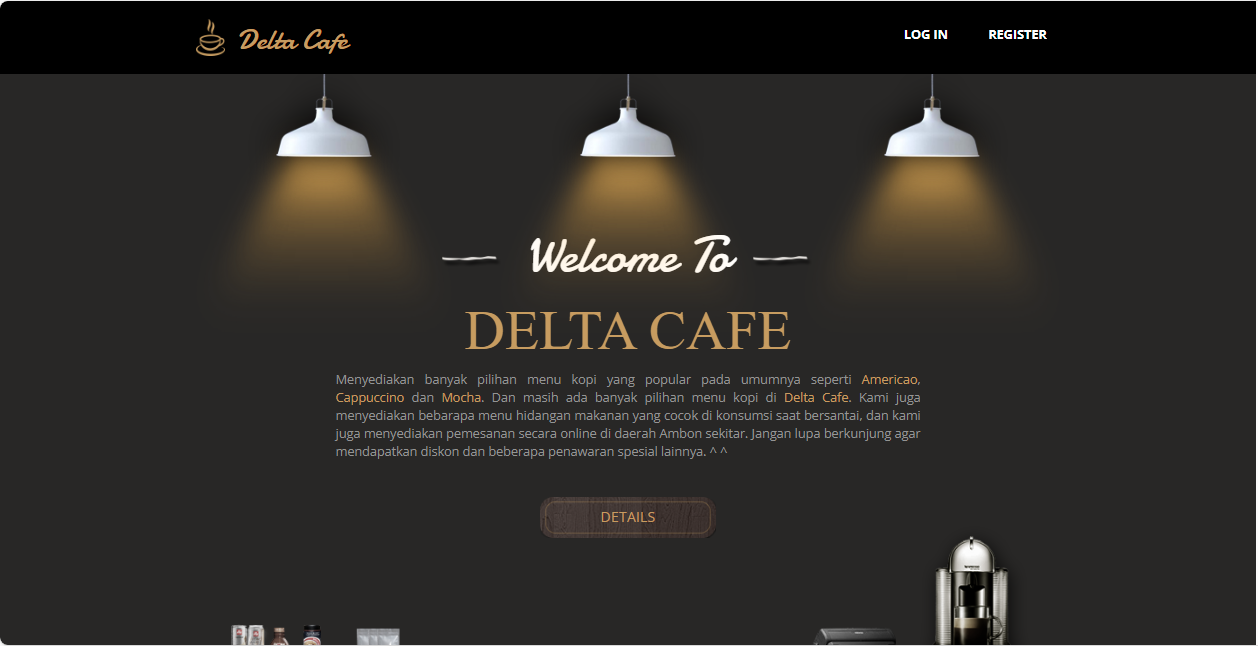 Delta Cafe
LOG IN
REGISTER
Welcome To
DELTA CAFE
Menyediakan banyak pilihan menu kopi yang popular pada umumnya seperti Americao,
Cappuccino dan Mocha. Dan masih ada banyak pilihan menu kopi di Delta Cafe. Kami juga
menyediakan bebarapa menu hidangan makanan yang cocok di konsumsi saat bersantai, dan kami
juga menyediakan pemesanan secara online di daerah Ambon sekitar. Jangan lupa berkunjung agar
mendapatkan diskon dan beberapa penawaran spesial lainnya. ^ ^
DETAILS